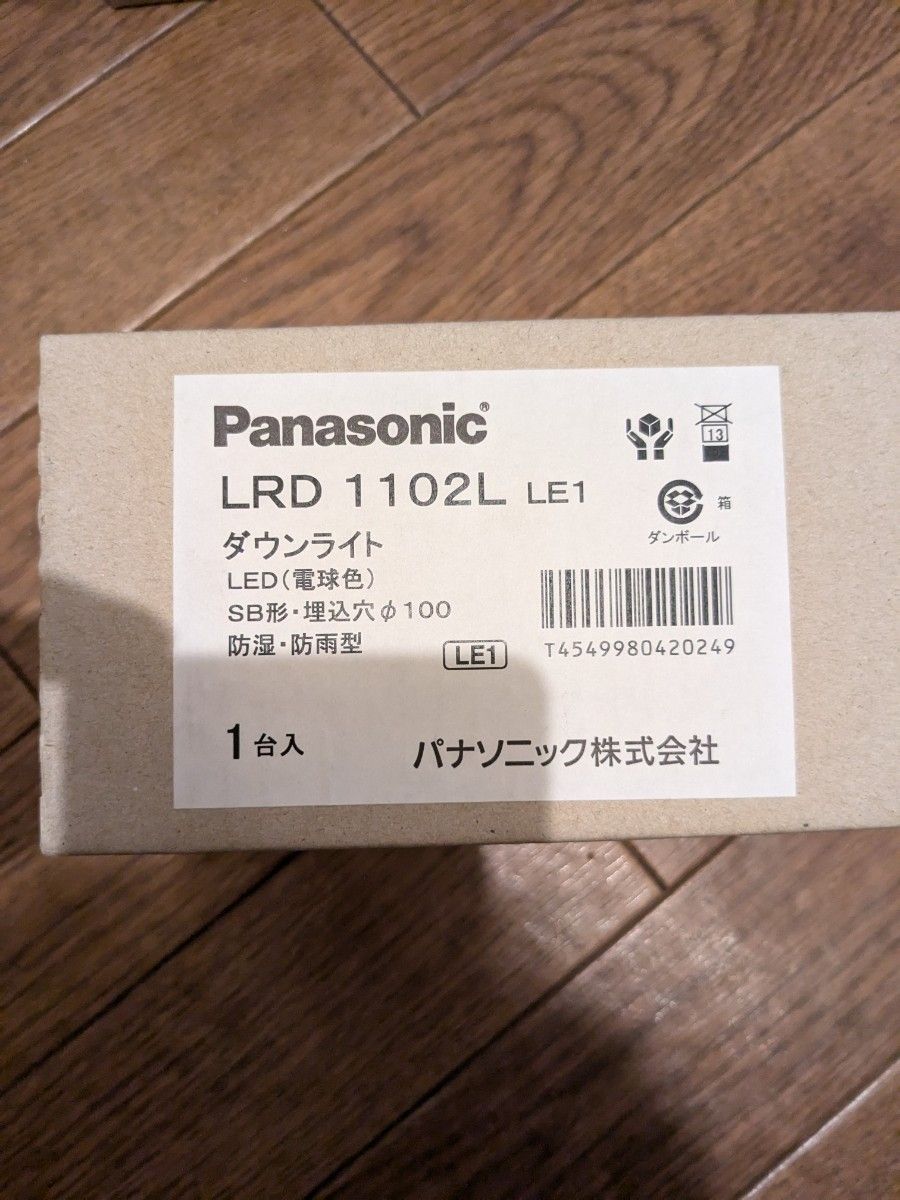 Panasonic®
LRD 1102L LE1
ダウンライト
LED(電球色)
SB形・埋込穴φ100
防湿・防雨型
LE1
1台入
13
箱
ダンボール
T4549980420249
パナソニック株式会社